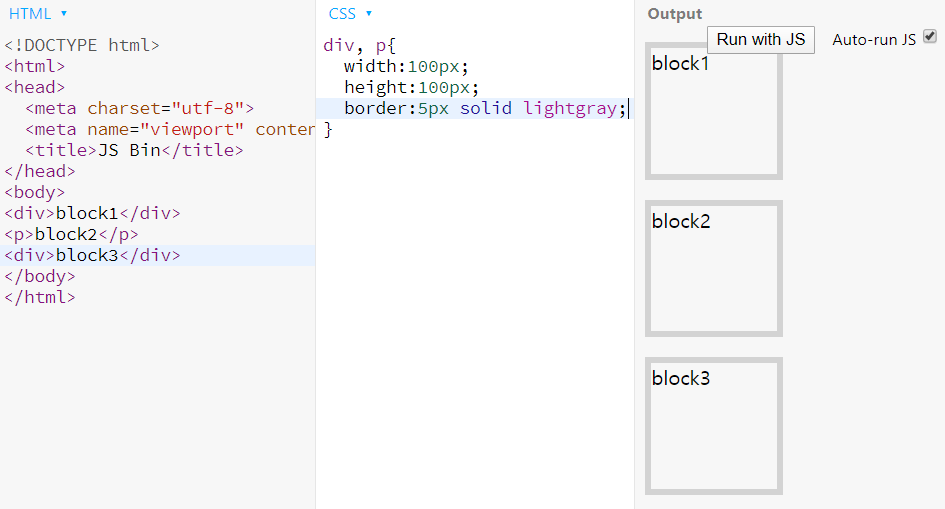 HTML ▾
<!DOCTYPE html>
<html>
<head>
  <meta charset="utf-8">
  <meta name="viewport" conter
  <title>JS Bin</title>
</head>
<body>
<div>block1</div>
<p>block2</p>
<div>block3</div>
</body>
</html>
CSS ▾
div, p{
  width:100px;
  height:100px;
  border:5px solid lightgray;
}
Output
Run with JS
Auto-run JS
block1
block2
block3